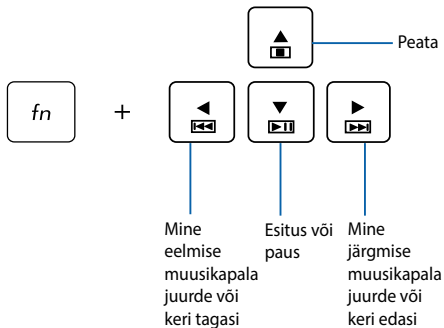 Peata
fn
+
Mine
eelmise
muusikapala
juurde või
keri tagasi
Esitus või
paus
Mine
järgmise
muusikapala
juurde või
keri edasi